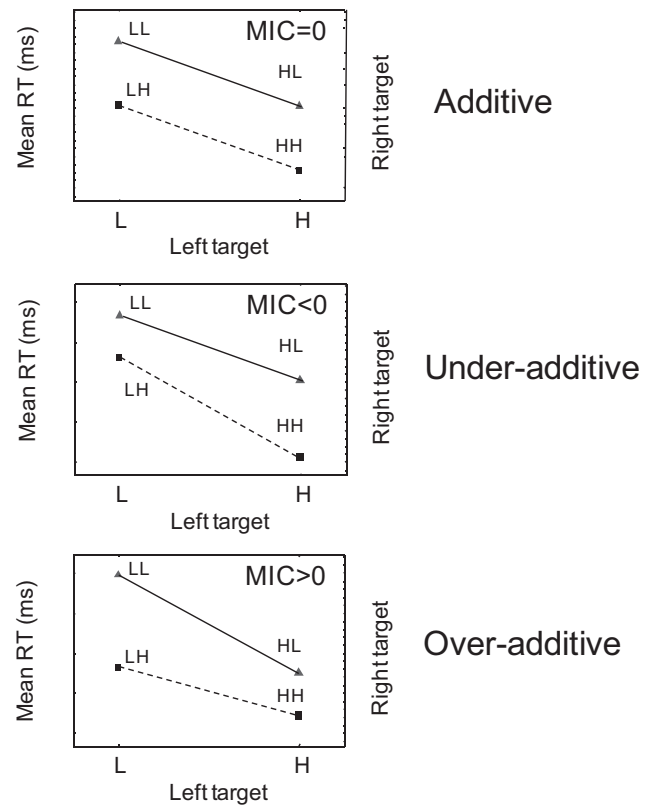 LL
MIC=0
HL
LH
HH
Mean RT (ms)
Right target
L
H
Left target
Additive
LL
MIC<0
HL
LH
HH
Mean RT (ms)
Right target
L
H
Left target
Under-additive
LL
MIC>0
HL
LH
HH
Mean RT (ms)
Right target
L
H
Left target
Over-additive